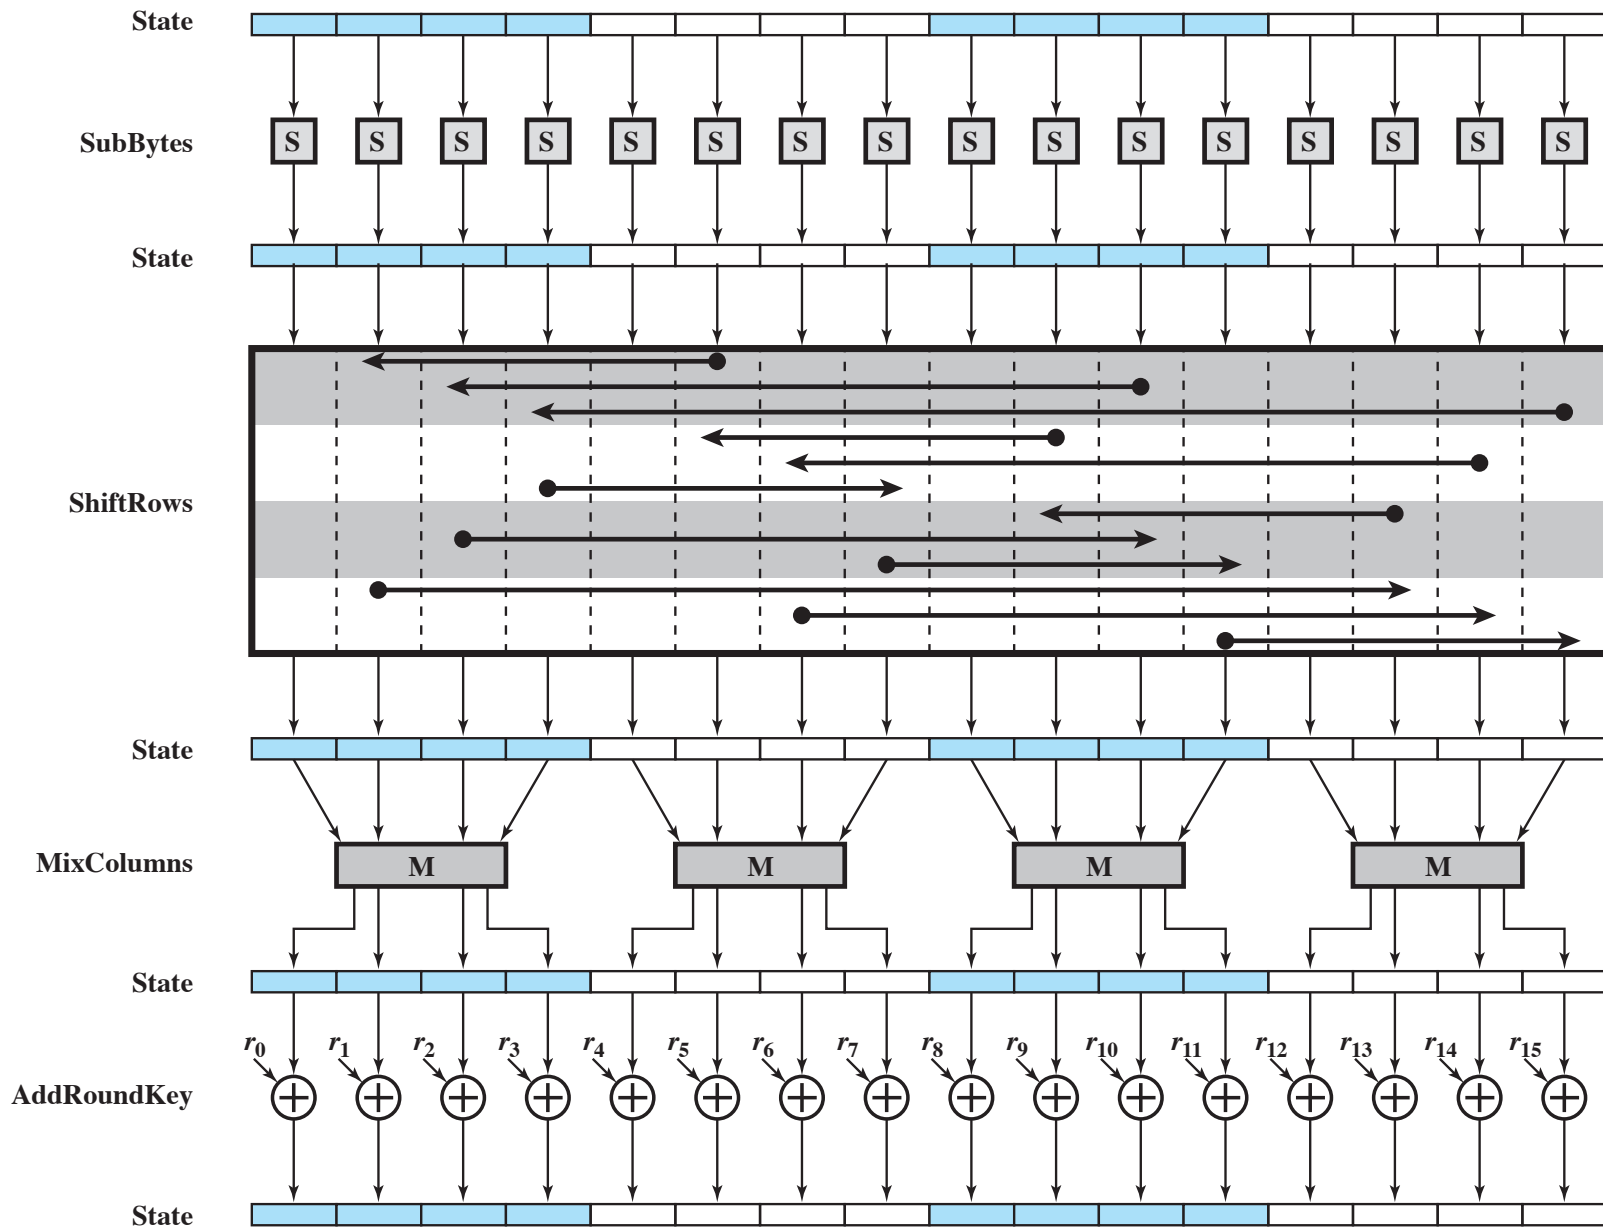 State
SubBytes S S S S S S S S S S S S S S S S
State
ShiftRows
State
MixColumns M M M M
State
r0 r1 r2 r3 r4 r5 r6 r7 r8 r9 r10 r11 r12 r13 r14 r15
AddRoundKey
State